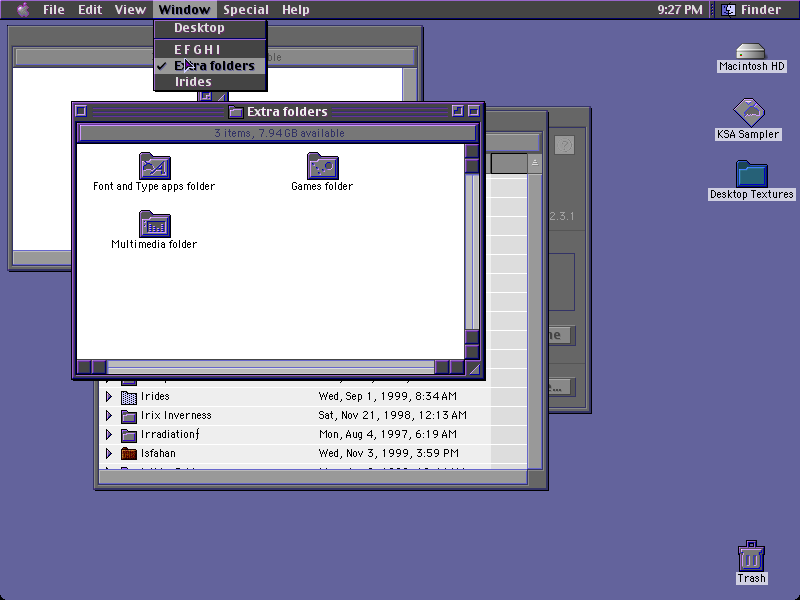 File Edit View Window Special Help 9:27 PM Finder
Desktop
E F G H I
Extra folders
Irides
Extra folders
3 items, 7.94GB available
Font and Type apps folder
Games folder
Multimedia folder
Macintosh HD
KSA Sampler
Desktop Textures
?
2.3.1
Irides Wed, Sep 1, 1999, 8:34 AM
Irix Inverness Sat, Nov 21, 1998, 12:13 AM
Irradiationƒ Mon, Aug 4, 1997, 6:19 AM
Isfahan Wed, Nov 3, 1999, 3:59 PM
Trash